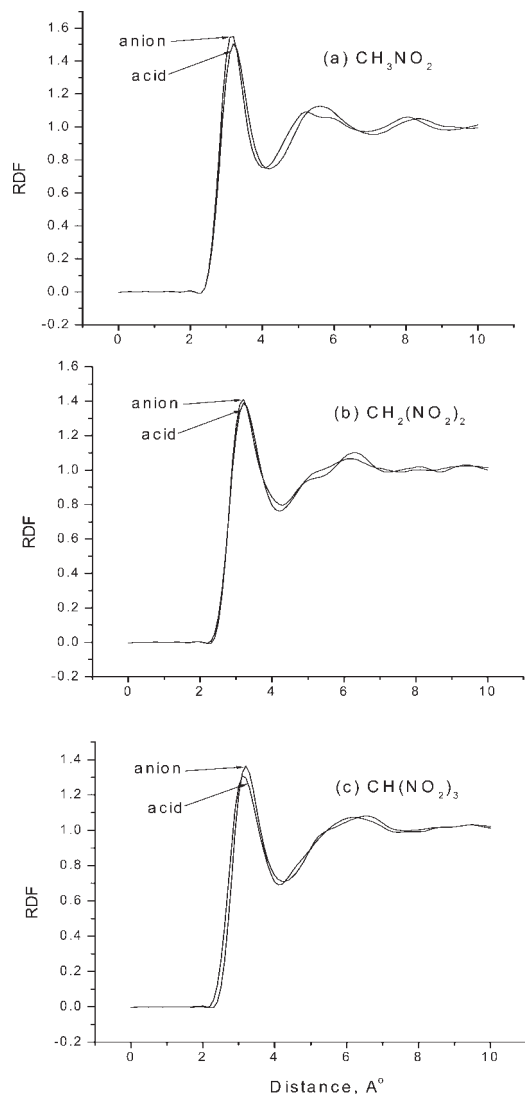 1.6
anion
1.4
(a) CH₃NO₂
acid
1.2
1.0
0.8
RDF
0.6
0.4
0.2
0.0
-0.2
0 2 4 6 8 10
1.6
1.4
anion
(b) CH₂(NO₂)₂
acid
1.2
1.0
0.8
RDF
0.6
0.4
0.2
0.0
-0.2
0 2 4 6 8 10
1.4
anion
(c) CH(NO₂)₃
acid
1.2
1.0
0.8
RDF
0.6
0.4
0.2
0.0
-0.2
0 2 4 6 8 10
Distance, Aº